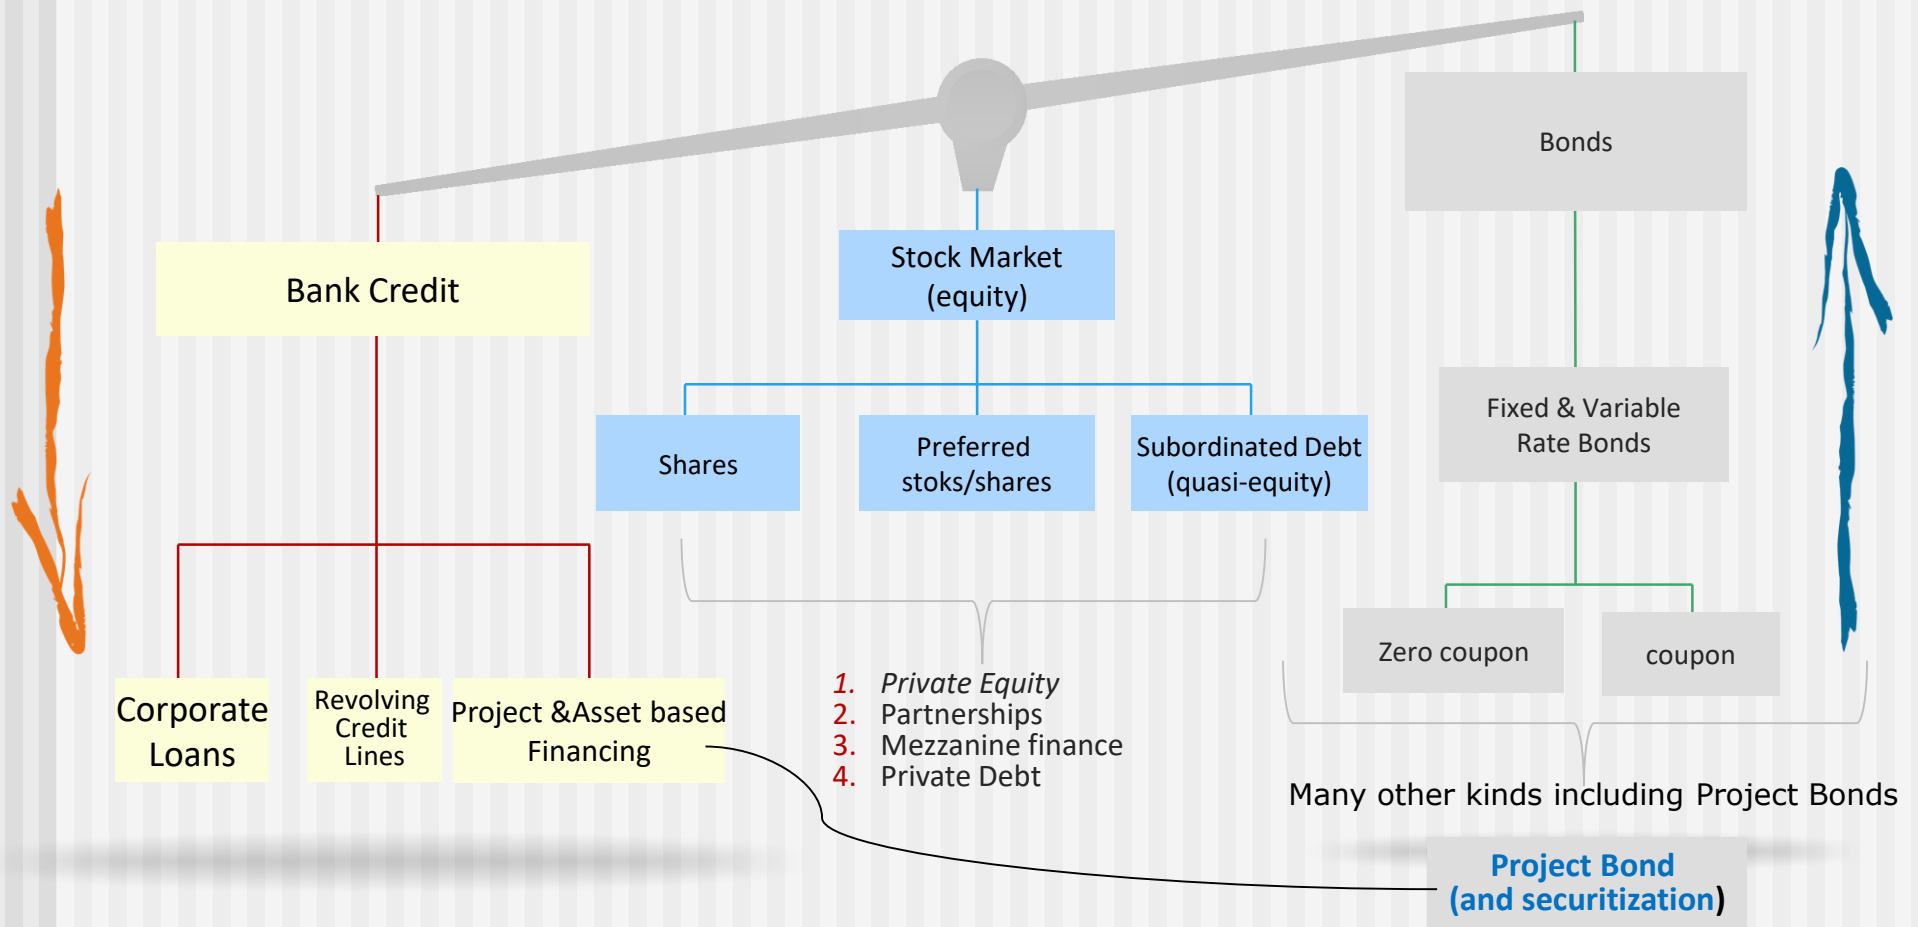 Bonds
Bank Credit
Stock Market
(equity)
Fixed & Variable
Rate Bonds
Shares
Preferred
stoks/shares
Subordinated Debt
(quasi-equity)
Zero coupon
coupon
Corporate
Loans
Revolving
Credit
Lines
Project &Asset based
Financing
1. Private Equity
2. Partnerships
3. Mezzanine finance
4. Private Debt
Many other kinds including Project Bonds
Project Bond
(and securitization)